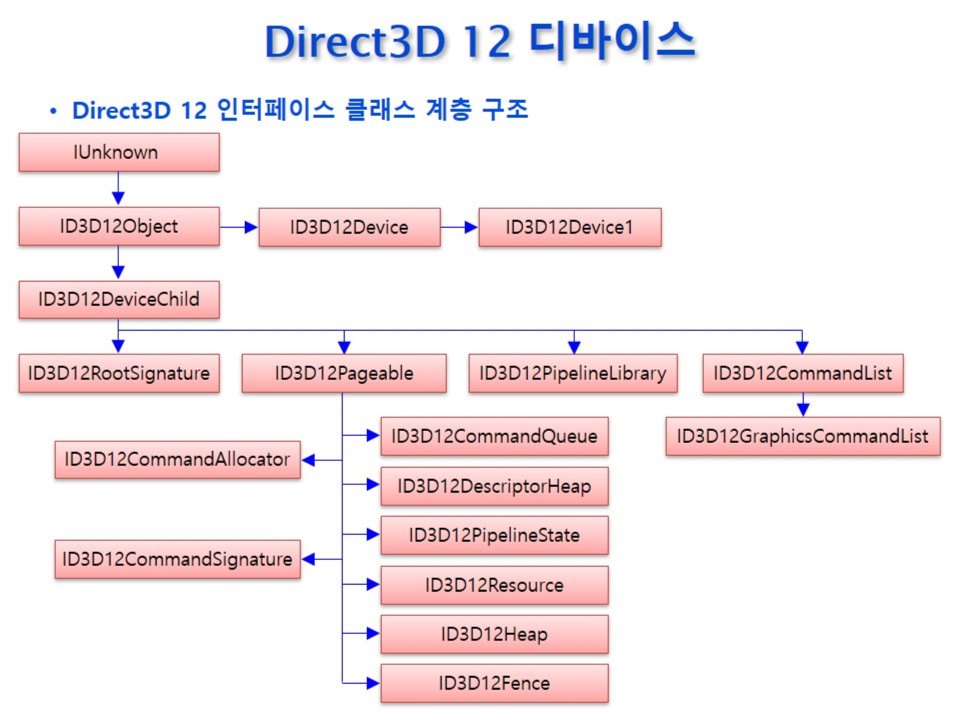 Direct3D 12 디바이스
• Direct3D 12 인터페이스 클래스 계층 구조
IUnknown
ID3D12Object
ID3D12Device
ID3D12Device1
ID3D12DeviceChild
ID3D12RootSignature
ID3D12Pageable
ID3D12PipelineLibrary
ID3D12CommandList
ID3D12CommandQueue
ID3D12GraphicsCommandList
ID3D12CommandAllocator
ID3D12DescriptorHeap
ID3D12PipelineState
ID3D12CommandSignature
ID3D12Resource
ID3D12Heap
ID3D12Fence